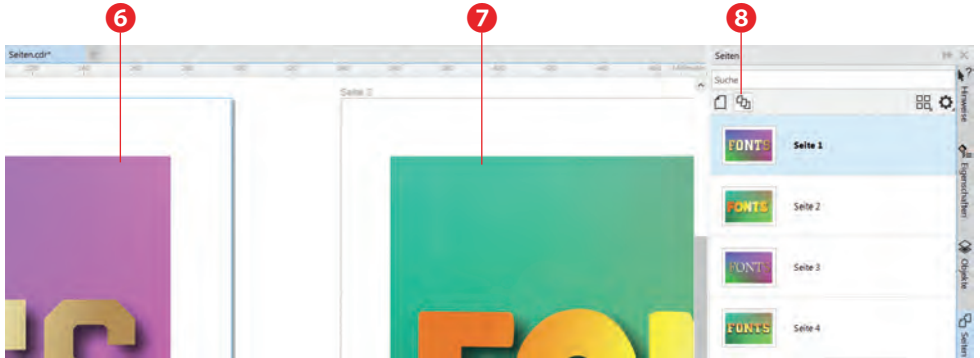 6 7 8
Seiten.cdr*
Seiten
Seite 2
Suche
FONTS Seite 1
FONTS Seite 2
FONTS Seite 3
FONTS Seite 4
Hinweise
Eigenschaften
Objekte
Seiten